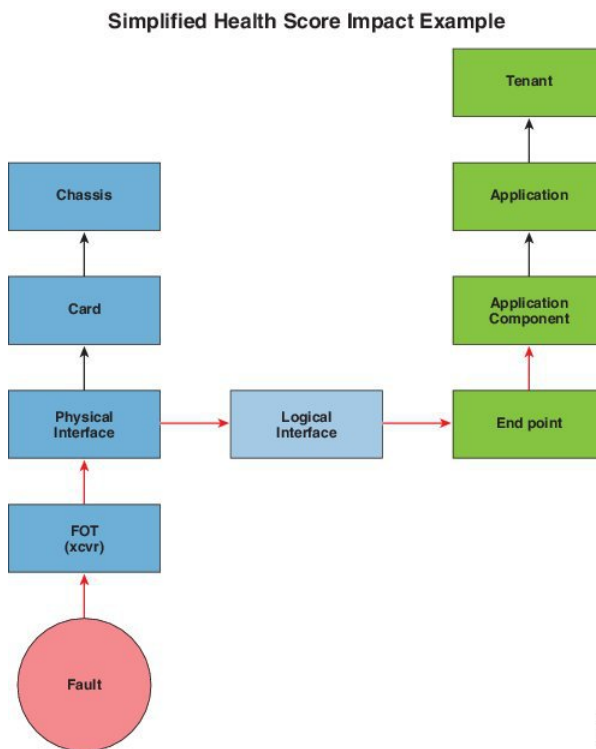 Simplified Health Score Impact Example
Tenant
Chassis
Application
Card
Application
Component
Physical
Interface
Logical
Interface
End point
FOT
(xcvr)
Fault